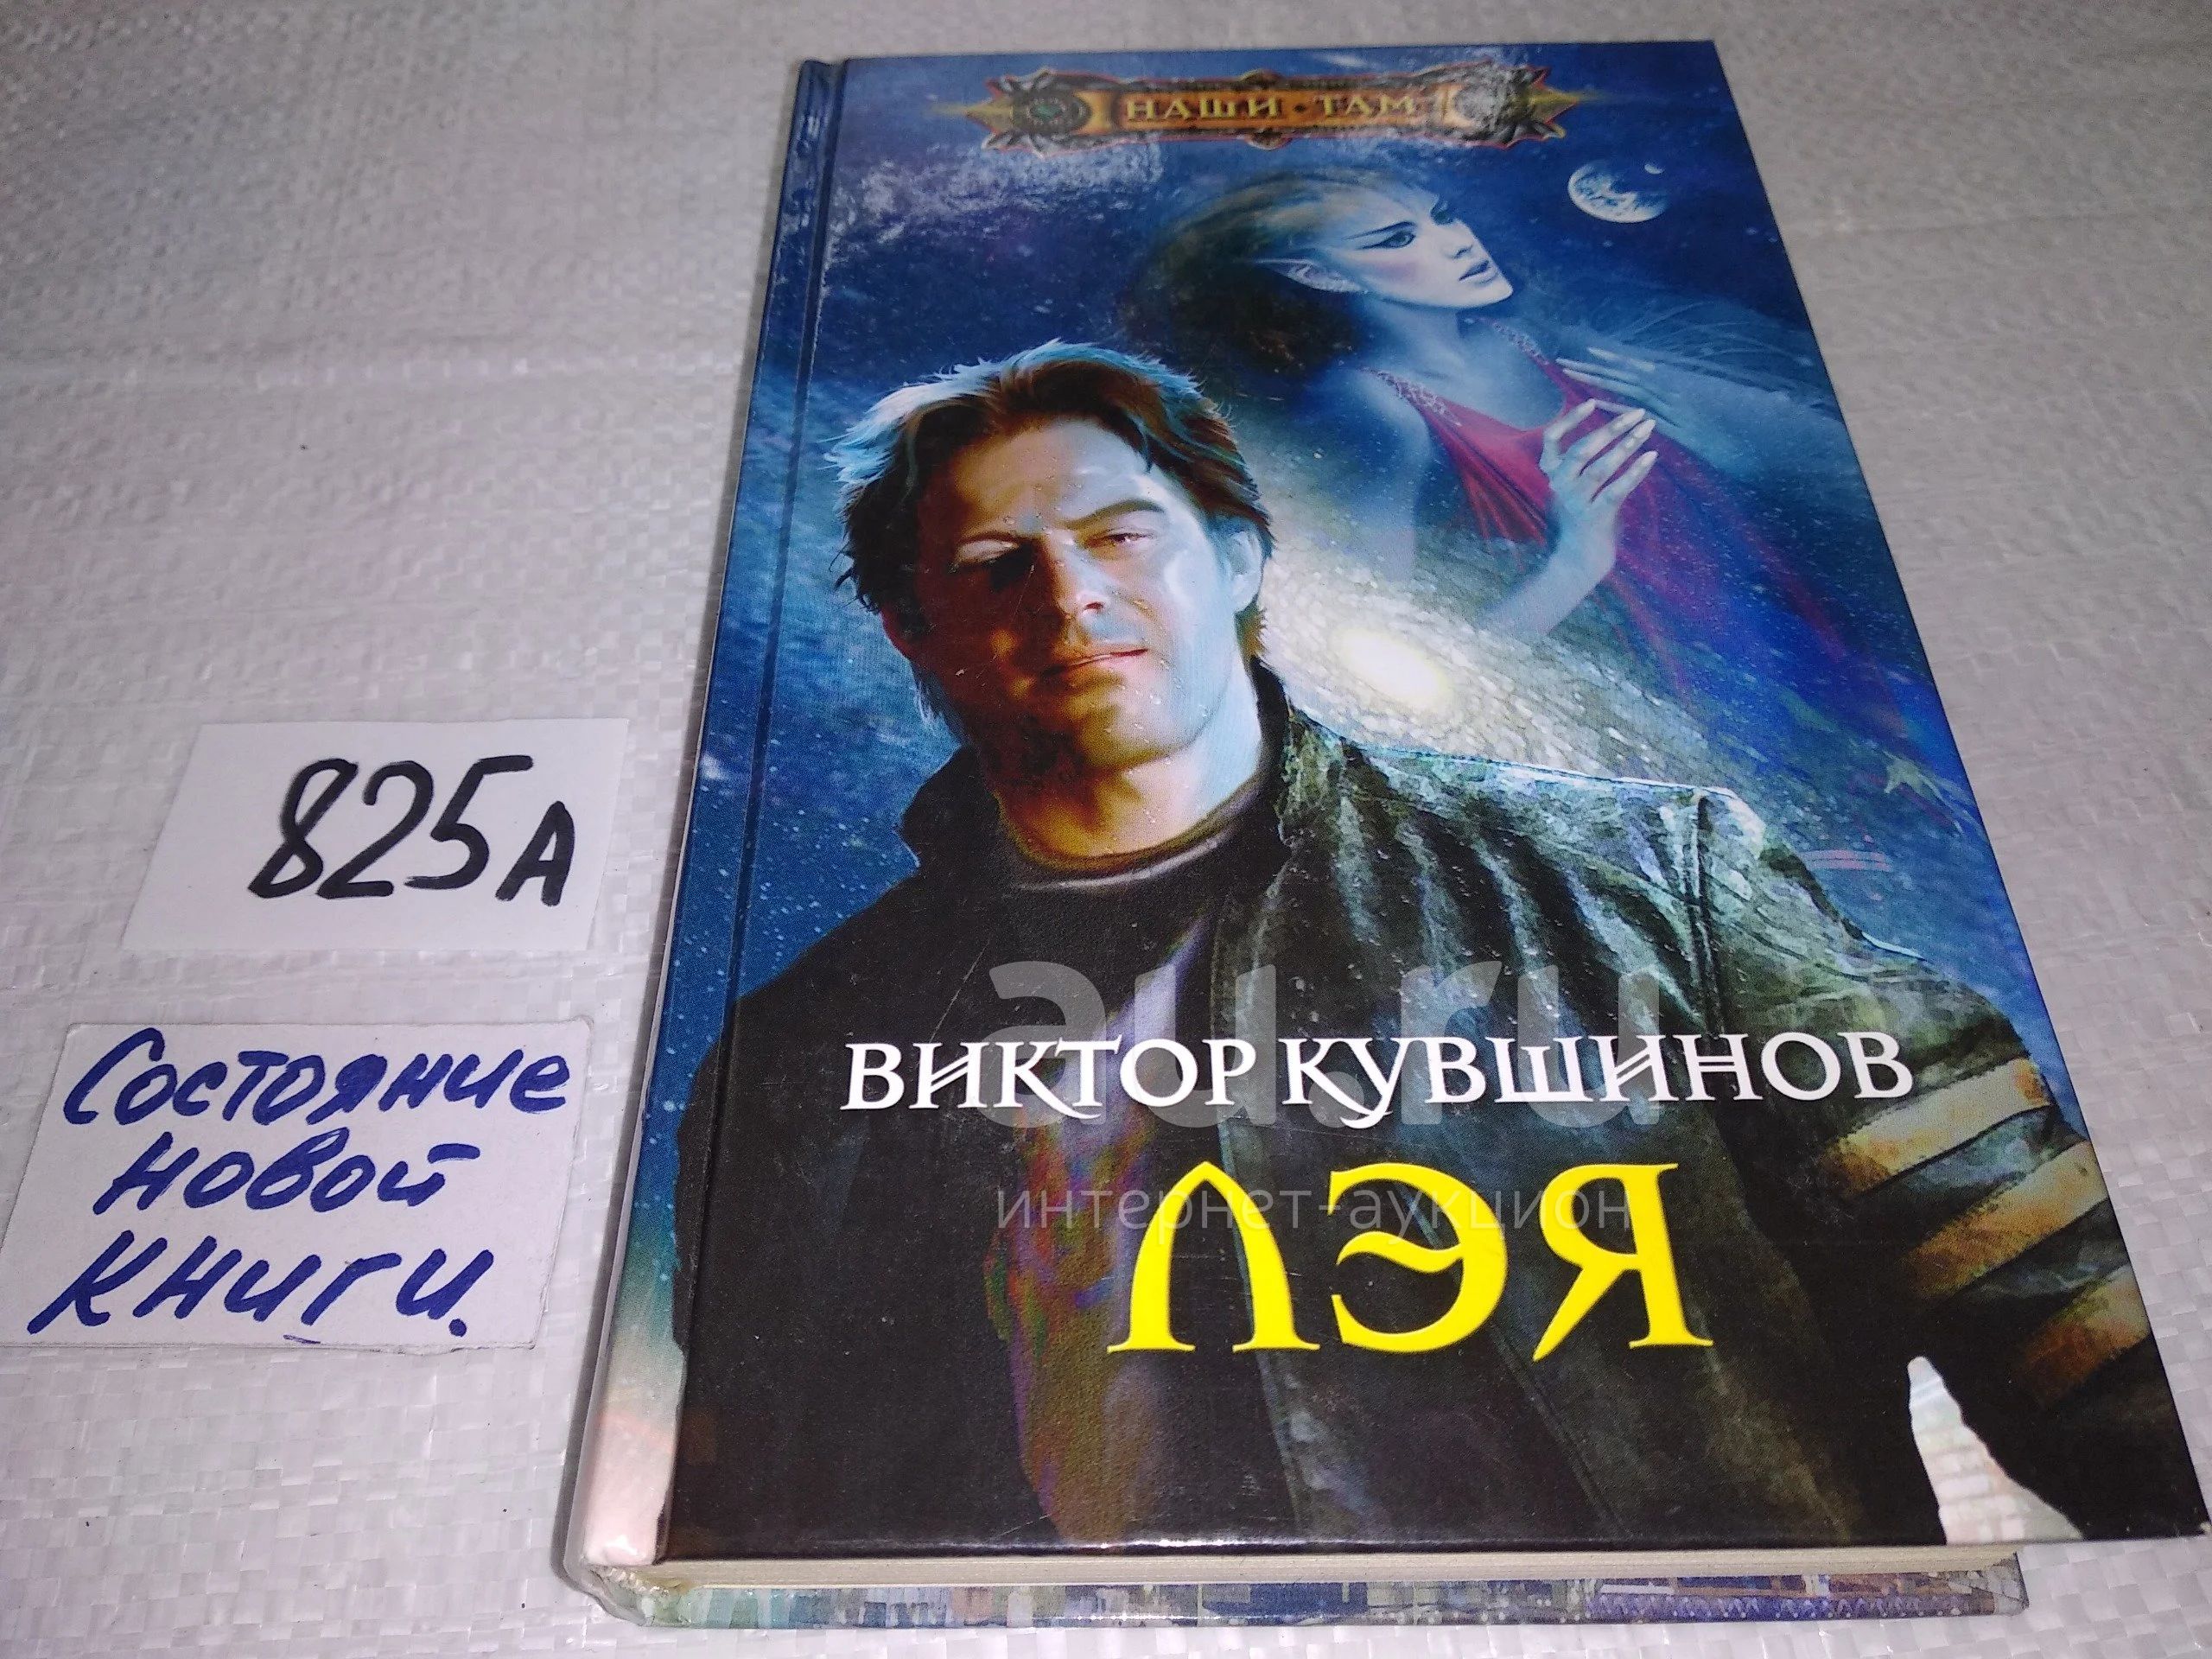 НАШИ · ТАМ
825А
Состояние
новой
книги.
au.ru
ВИКТОР КУВШИНОВ
интернет-аукцион
ЛЭЯ